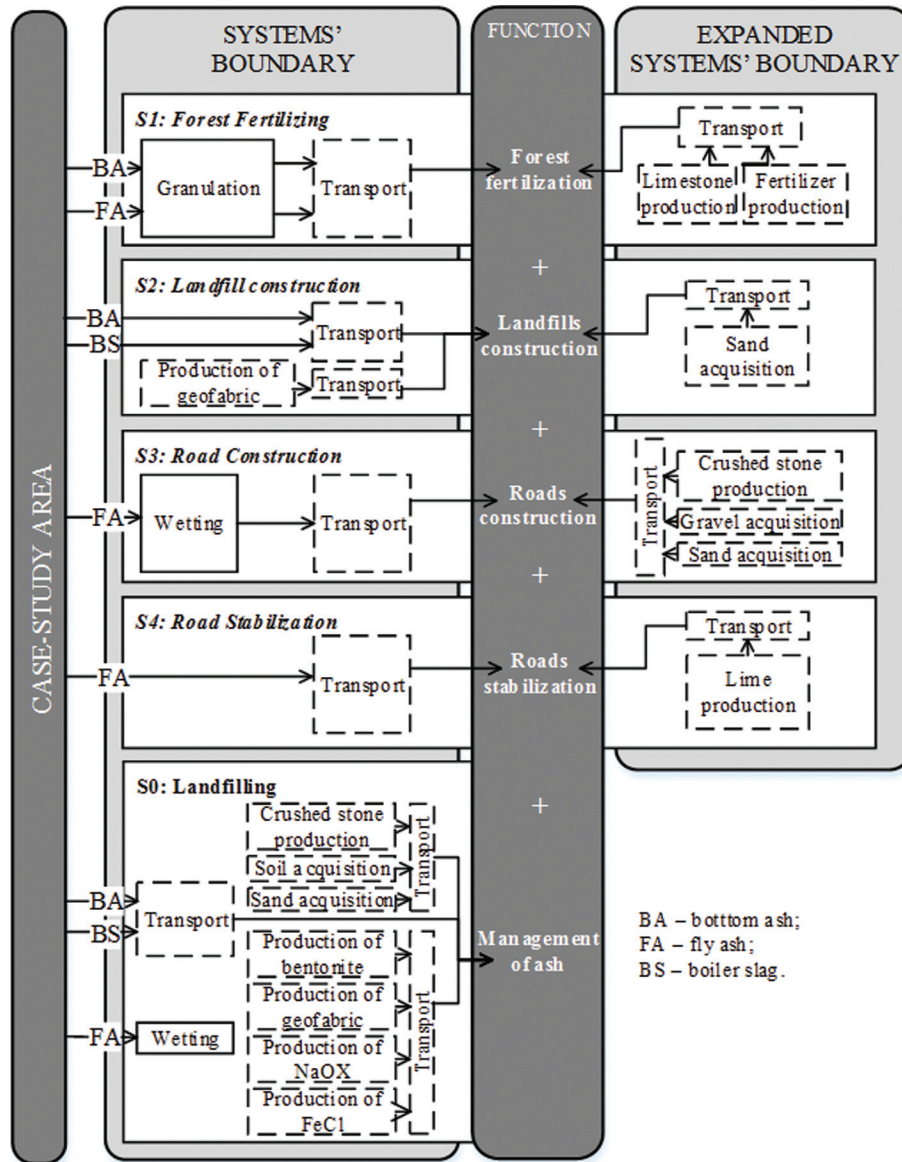 CASE-STUDY AREA
SYSTEMS'
BOUNDARY
FUNCTION
EXPANDED
SYSTEMS' BOUNDARY
S1: Forest Fertilizing
BA
FA
Granulation
Transport
Forest
fertilization
Transport
Limestone
production
Fertilizer
production
+
S2: Landfill construction
BA
BS
Transport
Production of
geofabric
Transport
Landfills
construction
Transport
Sand
acquisition
+
S3: Road Construction
FA
Wetting
Transport
Roads
construction
Transport
Crushed stone
production
Gravel acquisition
Sand acquisition
+
S4: Road Stabilization
FA
Transport
Roads
stabilization
Transport
Lime
production
+
S0: Landfilling
Crushed stone
production
Soil acquisition
Sand acquisition
Transport
BA
BS
Transport
FA
Wetting
Production of
bentonite
Production of
geofabric
Production of
NaOX
Production of
FeCl
Transport
Management
of ash
BA – botttom ash;
FA – fly ash;
BS – boiler slag.